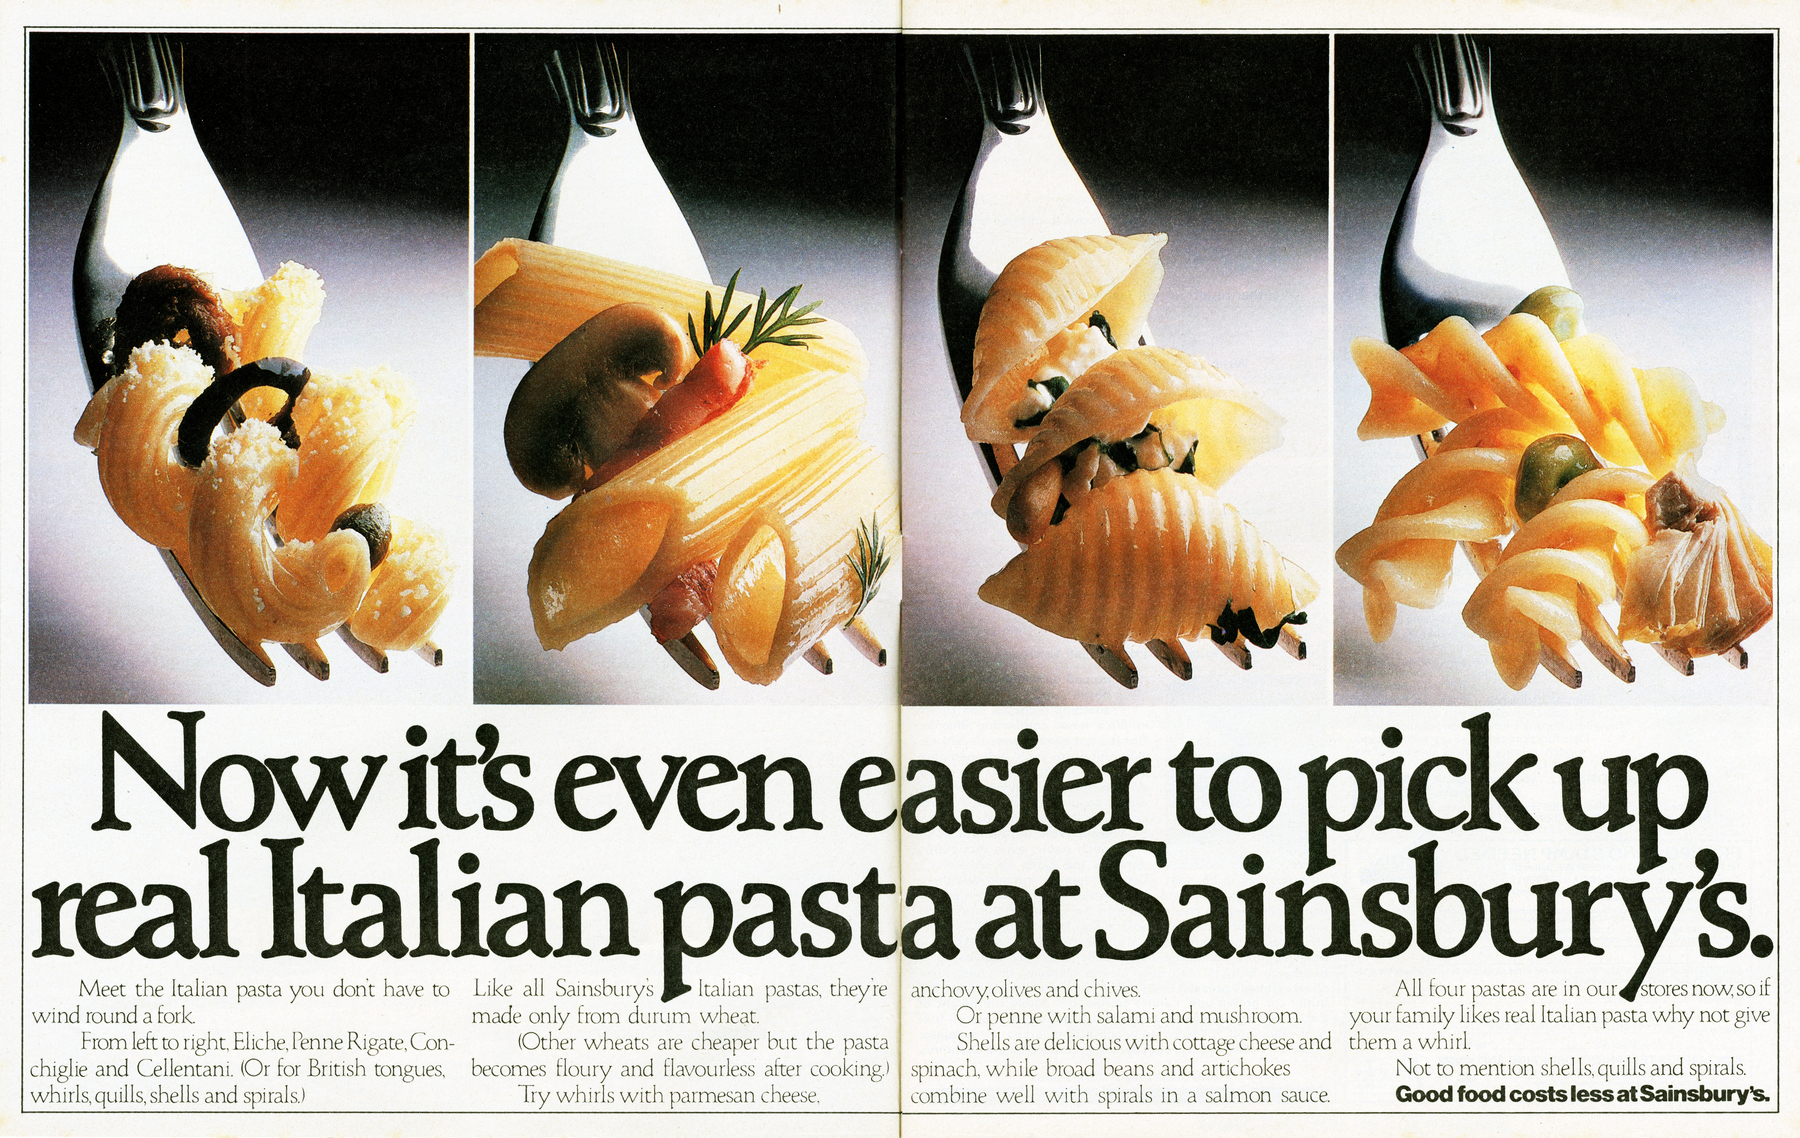 Now it's even easier to pick up
real Italian pasta at Sainsbury's.
Meet the Italian pasta you don't have to
wind round a fork.
From left to right, Eliche, Penne Rigate, Con-
chiglie and Cellentani. (Or for British tongues,
whirls, quills, shells and spirals.)
Like all Sainsbury's Italian pastas, they're
made only from durum wheat.
(Other wheats are cheaper but the pasta
becomes floury and flavourless after cooking.)
Try whirls with parmesan cheese,
anchovy, olives and chives.
Or penne with salami and mushroom.
Shells are delicious with cottage cheese and
spinach, while broad beans and artichokes
combine well with spirals in a salmon sauce.
All four pastas are in our stores now, so if
your family likes real Italian pasta why not give
them a whirl.
Not to mention shells, quills and spirals.
Good food costs less at Sainsbury's.